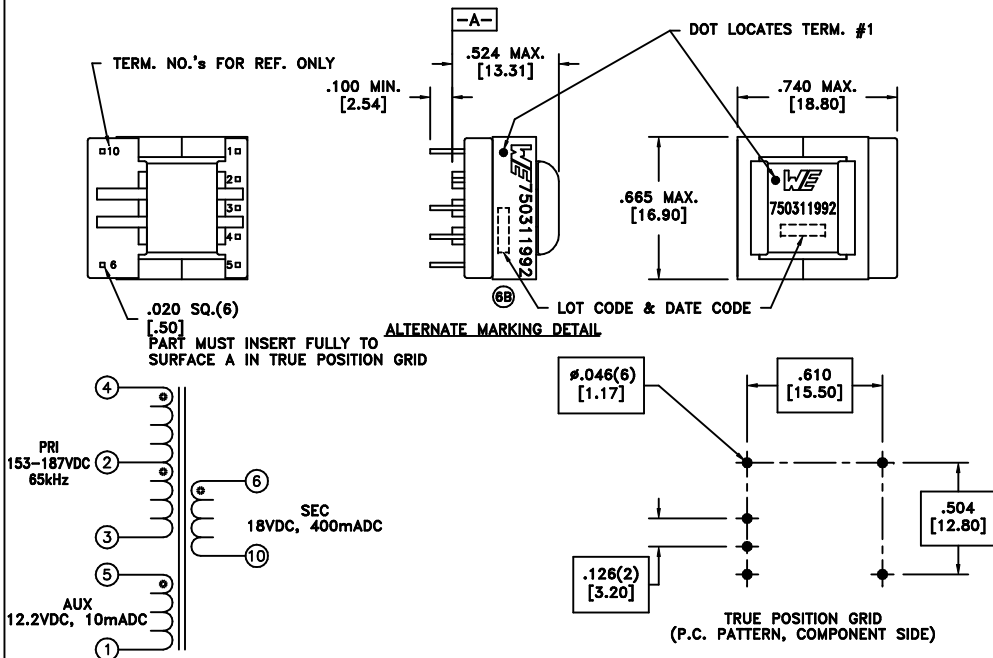 -A-
DOT LOCATES TERM. #1
TERM. NO.'s FOR REF. ONLY
.524 MAX.
[13.31]
.100 MIN.
[2.54]
.740 MAX.
[18.80]
10
1
2
3
4
5
6
WE
750311992
.665 MAX.
[16.90]
WE
750311992
6B
LOT CODE & DATE CODE
.020 SQ.(6)
[.50]
ALTERNATE MARKING DETAIL
PART MUST INSERT FULLY TO
SURFACE A IN TRUE POSITION GRID
4
PRI
153-187VDC
65kHz
2
3
6
SEC
18VDC, 400mADC
10
5
AUX
12.2VDC, 10mADC
1
ø.046(6)
[1.17]
.610
[15.50]
.504
[12.80]
.126(2)
[3.20]
TRUE POSITION GRID
(P.C. PATTERN, COMPONENT SIDE)